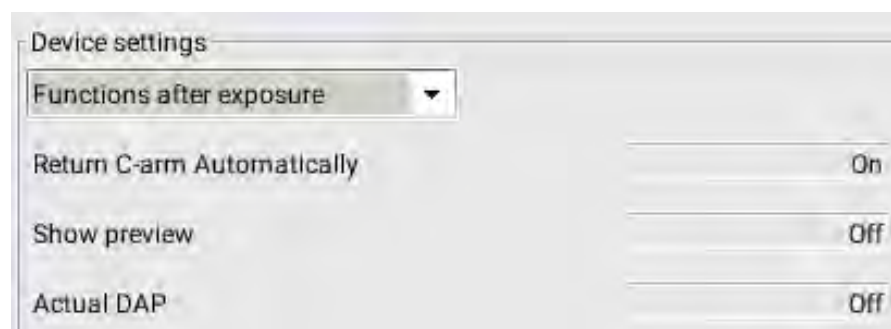 Device settings
Functions after exposure
Return C-arm Automatically On
Show preview Off
Actual DAP Off